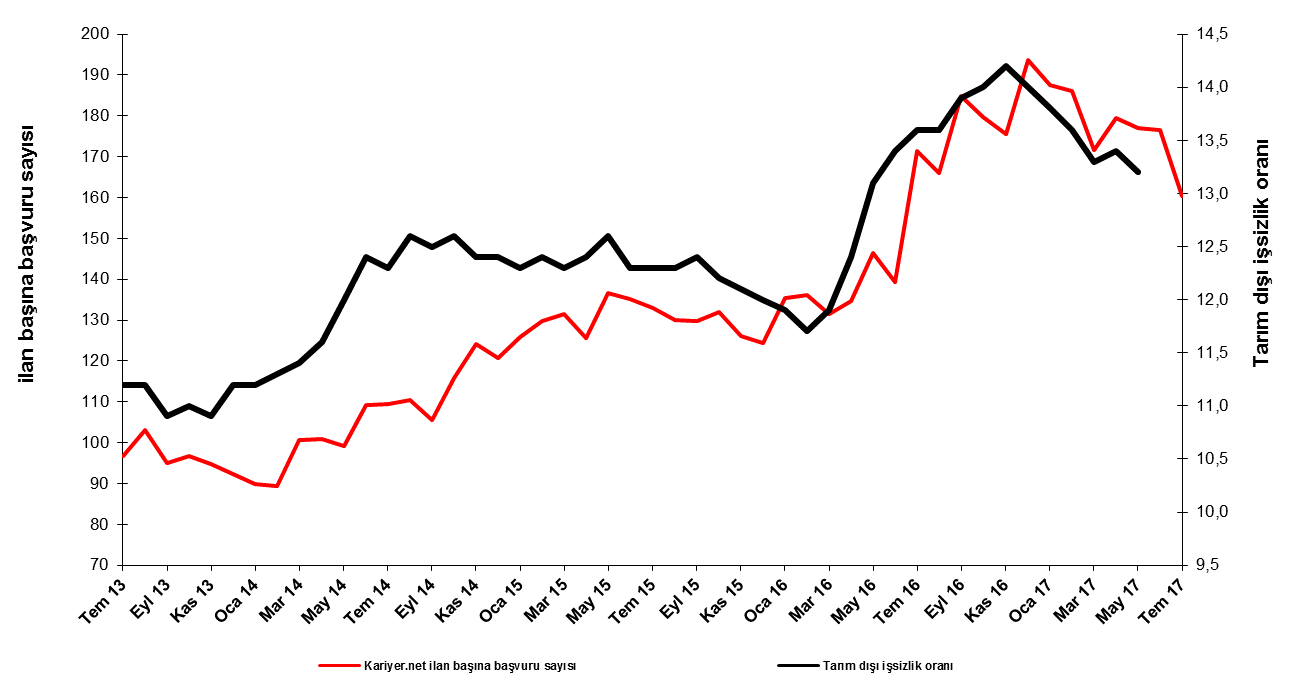 ilan başına başvuru sayısı
200
190
180
170
160
150
140
130
120
110
100
90
80
70
14,5
14,0
13,5
13,0
12,5
12,0
11,5
11,0
10,5
10,0
9,5
Tarım dışı işsizlik oranı
Tem 13
Eyl 13
Kas 13
Oca 14
Mar 14
May 14
Tem 14
Eyl 14
Kas 14
Oca 15
Mar 15
May 15
Tem 15
Eyl 15
Kas 15
Oca 16
Mar 16
May 16
Tem 16
Eyl 16
Kas 16
Oca 17
Mar 17
May 17
Tem 17
Kariyer.net ilan başına başvuru sayısı
Tarım dışı işsizlik oranı